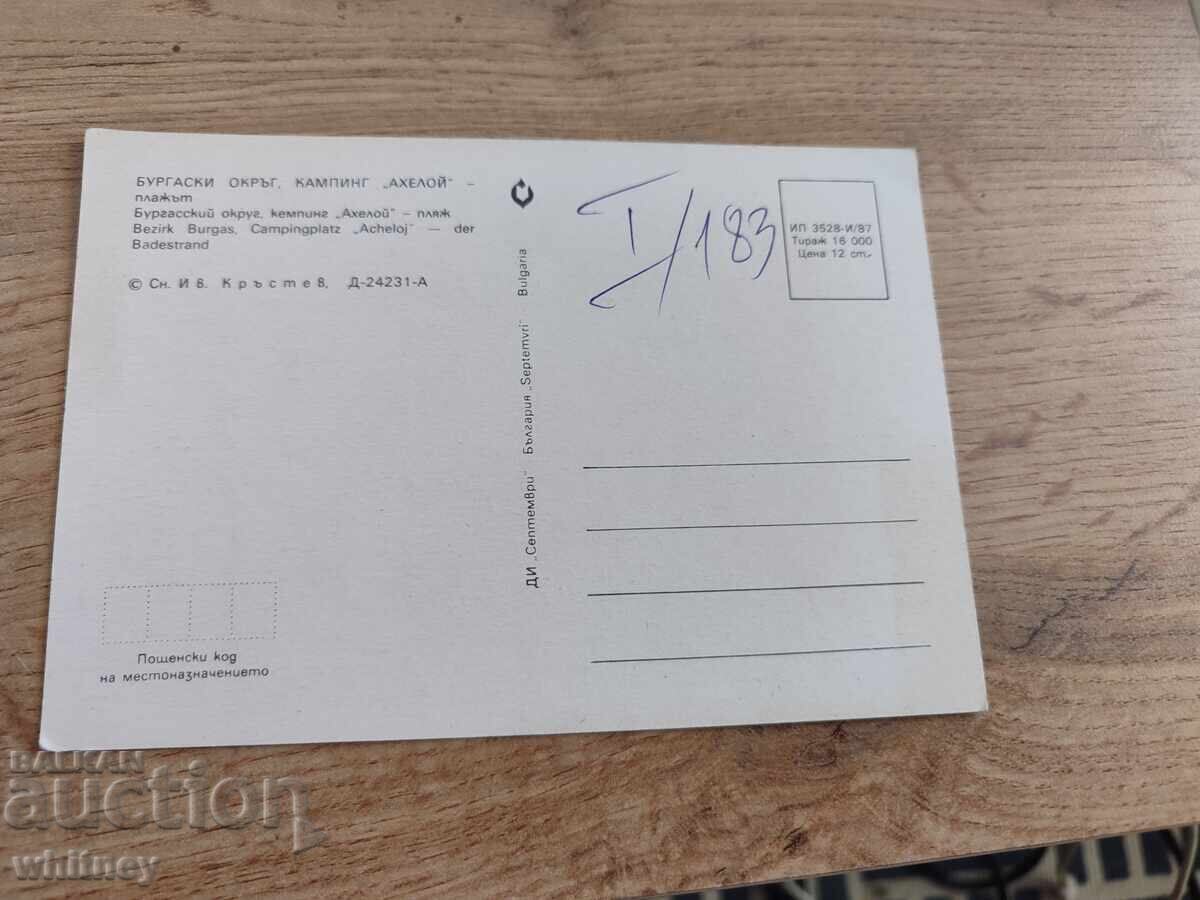 БУРГАСКИ ОКРЪГ, КАМПИНГ „АХЕЛОЙ" –
плажът
Бургасский округ, кемпинг „Ахелой" – пляж
Bezirk Burgas, Campingplatz „Acheloj" — der
Badestrand
© Сн. И в. Кръстев, Д-24231-А
ДИ „Септември" България „Septemvri" Bulgaria
I/183
ИП 3528-И/87
Тираж 16 000
Цена 12 ст.
Пощенски код
на местоназначението
BALKAN
auction
whitney